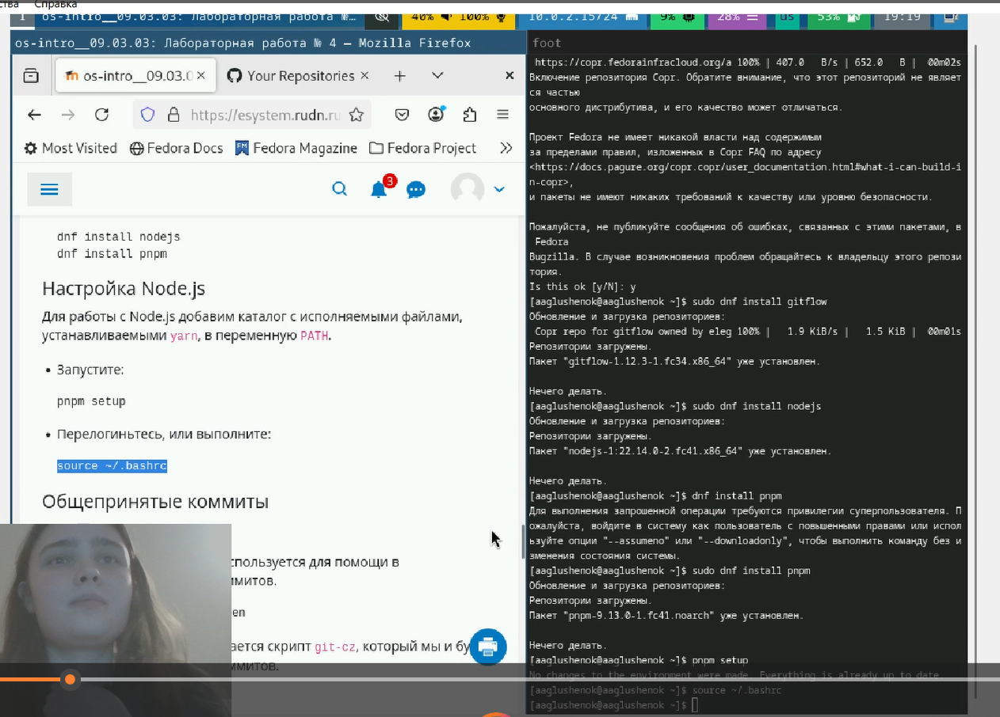 ства Справка
1 os-intro__09.03.03: Лабораторная работа №… 40% 100% 10.0.2.15/24 9% 28% us 53% 19:19
os-intro__09.03.03: Лабораторная работа № 4 — Mozilla Firefox
os-intro__09.03.0 Your Repositories
https://esystem.rudn.ru
Most Visited Fedora Docs Fedora Magazine Fedora Project
3
dnf install nodejs
dnf install pnpm
Настройка Node.js
Для работы с Node.js добавим каталог с исполняемыми файлами,
устанавливаемыми yarn, в переменную PATH.
• Запустите:
pnpm setup
• Перелогиньтесь, или выполните:
source ~/.bashrc
Общепринятые коммиты
спользуется для помощи в
ммитов.
en
ается скрипт git-cz, который мы и бу
ммитов.
foot
https://copr.fedorainfracloud.org/a 100% | 407.0 B/s | 652.0 B | 00m02s
Включение репозитория Copr. Обратите внимание, что этот репозиторий не являет
ся частью
основного дистрибутива, и его качество может отличаться.
Проект Fedora не имеет никакой власти над содержимым
за пределами правил, изложенных в Copr FAQ по адресу
<https://docs.pagure.org/copr.copr/user_documentation.html#what-i-can-build-i
n-copr>,
и пакеты не имеют никаких требований к качеству или уровню безопасности.
Пожалуйста, не публикуйте сообщения об ошибках, связанных с этими пакетами, в
Fedora
Bugzilla. В случае возникновения проблем обращайтесь к владельцу этого репози
тория.
Is this ok [y/N]: y
[aaglushenok@aaglushenok ~]$ sudo dnf install gitflow
Обновление и загрузка репозиториев:
Copr repo for gitflow owned by eleg 100% | 1.9 KiB/s | 1.5 KiB | 00m01s
Репозитории загружены.
Пакет "gitflow-1.12.3-1.fc34.x86_64" уже установлен.
Нечего делать.
[aaglushenok@aaglushenok ~]$ sudo dnf install nodejs
Обновление и загрузка репозиториев:
Репозитории загружены.
Пакет "nodejs-1:22.14.0-2.fc41.x86_64" уже установлен.
Нечего делать.
[aaglushenok@aaglushenok ~]$ dnf install pnpm
Для выполнения запрошенной операции требуются привилегии суперпользователя. П
ожалуйста, войдите в систему как пользователь с повышенными правами или испол
ьзуйте опции "--assumeno" или "--downloadonly", чтобы выполнить команду без и
зменения состояния системы.
[aaglushenok@aaglushenok ~]$ sudo dnf install pnpm
Обновление и загрузка репозиториев:
Репозитории загружены.
Пакет "pnpm-9.13.0-1.fc41.noarch" уже установлен.
Нечего делать.
[aaglushenok@aaglushenok ~]$ pnpm setup
No changes to the environment were made. Everything is already up to date.
[aaglushenok@aaglushenok ~]$ source ~/.bashrc
[aaglushenok@aaglushenok ~]$